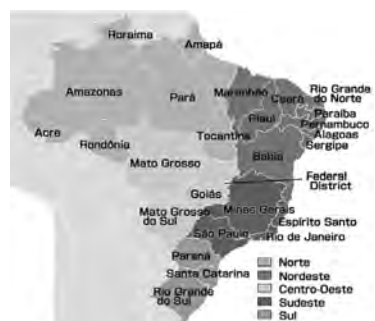 Roraima
Amapá
Amazonas
Pará
Maranhão
Ceará
Rio Grande
do Norte
Paraíba
Piauí
Pernambuco
Alagoas
Sergipa
Acre
Tocantins
Rondônia
Bahia
Mato Grosso
Federal
District
Goiás
Mato Grosso
do Sul
Minas Gerais
Espírito Santo
São Paulo
Rio de Janeiro
Paraná
Santa Catarina
Rio Grande
do Sul
Norte
Nordeste
Centro-Oeste
Sudeste
Sul